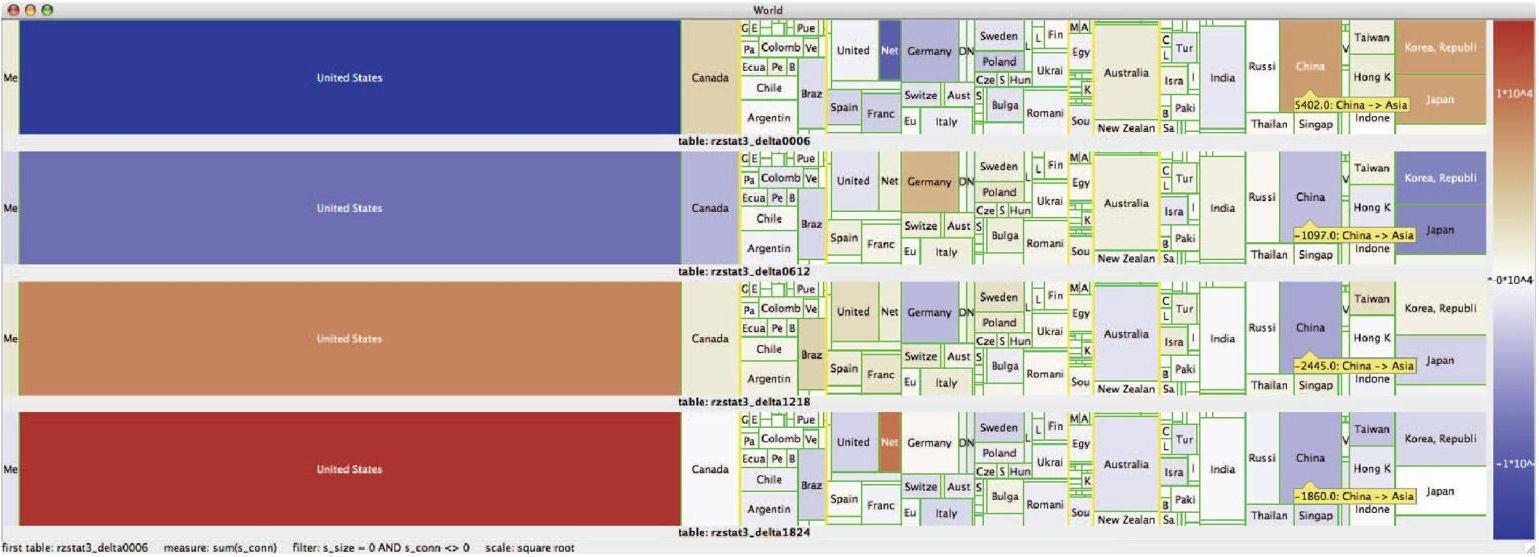 World
G E Pue
Pa Colomb Ve
Ecua Pe B
Chile
Argentin
Me United States Canada Braz
United Net Germany DN
Spain Franc Switze Aust S
Eu Italy
Sweden L L Fin
Poland
Cze S Hun Ukrai
Bulga Romani
M A
Egy
K
Sou
Australia
New Zealan
C Tur
L
Isra I
B Paki
Sa
India Russi China V Taiwan Korea, Republi
Hong K
5402.0: China -> Asia Japan
Thailan Singap Indone
table: rzstat3_delta0006
G E Pue
Pa Colomb Ve
Ecua Pe B
Chile
Argentin
Me United States Canada Braz
United Net Germany DN
Spain Franc Switze Aust S
Eu Italy
Sweden L L Fin
Poland
Cze S Hun Ukrai
Bulga Romani
M A
Egy
K
Sou
Australia
New Zealan
C Tur
L
Isra I
B Paki
Sa
India Russi China V Taiwan Korea, Republi
Hong K
-1097.0: China -> Asia Japan
Thailan Singap Indone
table: rzstat3_delta0612
G E Pue
Pa Colomb Ve
Ecua Pe B
Chile
Argentin
Me United States Canada Braz
United Net Germany DN
Spain Franc Switze Aust S
Eu Italy
Sweden L L Fin
Poland
Cze S Hun Ukrai
Bulga Romani
M A
Egy
K
Sou
Australia
New Zealan
C Tur
L
Isra I
B Paki
Sa
India Russi China V Taiwan Korea, Republi
Hong K
-2445.0: China -> Asia Japan
Thailan Singap Indone
table: rzstat3_delta1218
G E Pue
Pa Colomb Ve
Ecua Pe B
Chile
Argentin
Me United States Canada Braz
United Net Germany DN
Spain Franc Switze Aust S
Eu Italy
Sweden L L Fin
Poland
Cze S Hun Ukrai
Bulga Romani
M A
Egy
K
Sou
Australia
New Zealan
C Tur
L
Isra I
B Paki
Sa
India Russi China V Taiwan Korea, Republi
Hong K
-1860.0: China -> Asia Japan
Thailan Singap Indone
table: rzstat3_delta1824
1*10^4
0*10^4
-1*10^
first table: rzstat3_delta0006 measure: sum(s_conn) filter: s_size = 0 AND s_conn <> 0 scale: square root